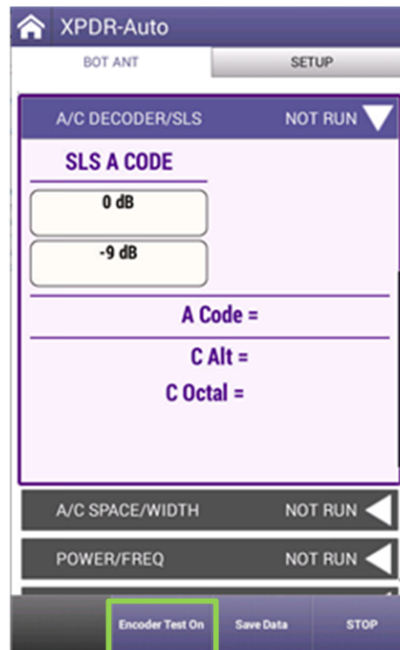 XPDR-Auto
BOT ANT SETUP
A/C DECODER/SLS NOT RUN
SLS A CODE
0 dB
-9 dB
A Code =
C Alt =
C Octal =
A/C SPACE/WIDTH NOT RUN
POWER/FREQ NOT RUN
Encoder Test On Save Data STOP